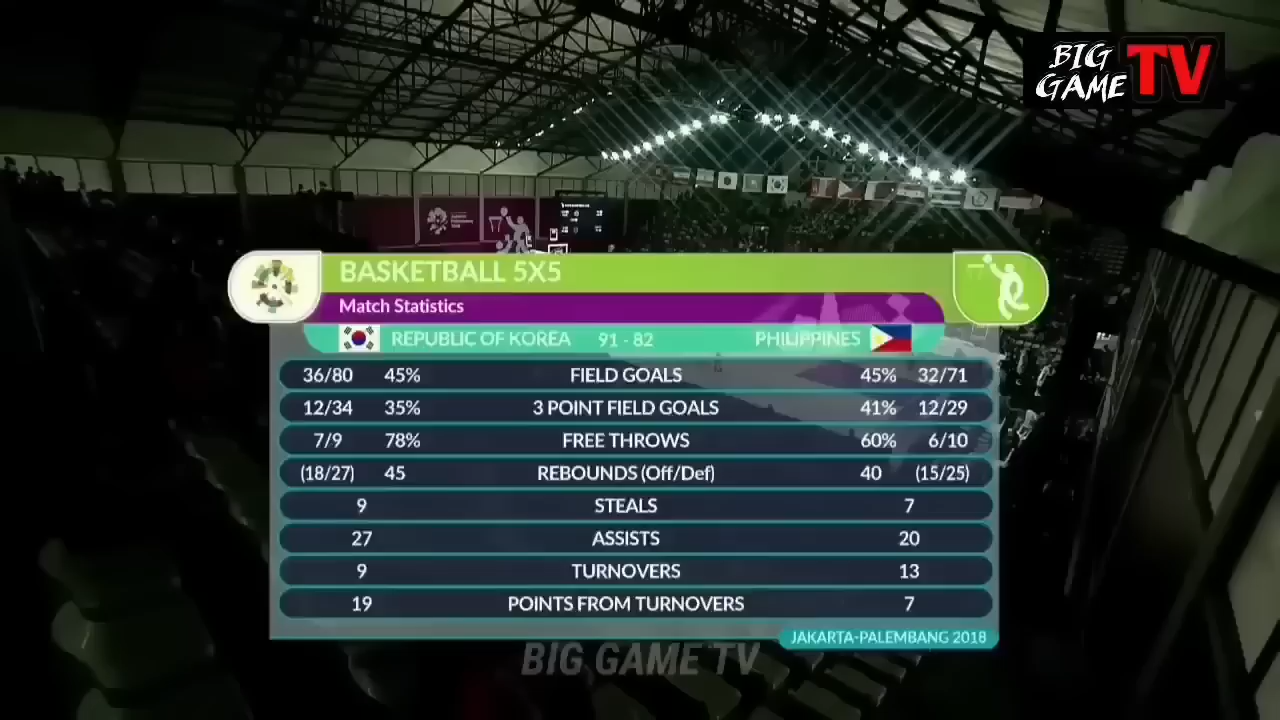 BIG
GAME TV
BASKETBALL 5X5
Match Statistics
REPUBLIC OF KOREA 91 - 82 PHILIPPINES
36/80 45% FIELD GOALS 45% 32/71
12/34 35% 3 POINT FIELD GOALS 41% 12/29
7/9 78% FREE THROWS 60% 6/10
(18/27) 45 REBOUNDS (Off/Def) 40 (15/25)
9 STEALS 7
27 ASSISTS 20
9 TURNOVERS 13
19 POINTS FROM TURNOVERS 7
JAKARTA-PALEMBANG 2018
BIG GAME TV